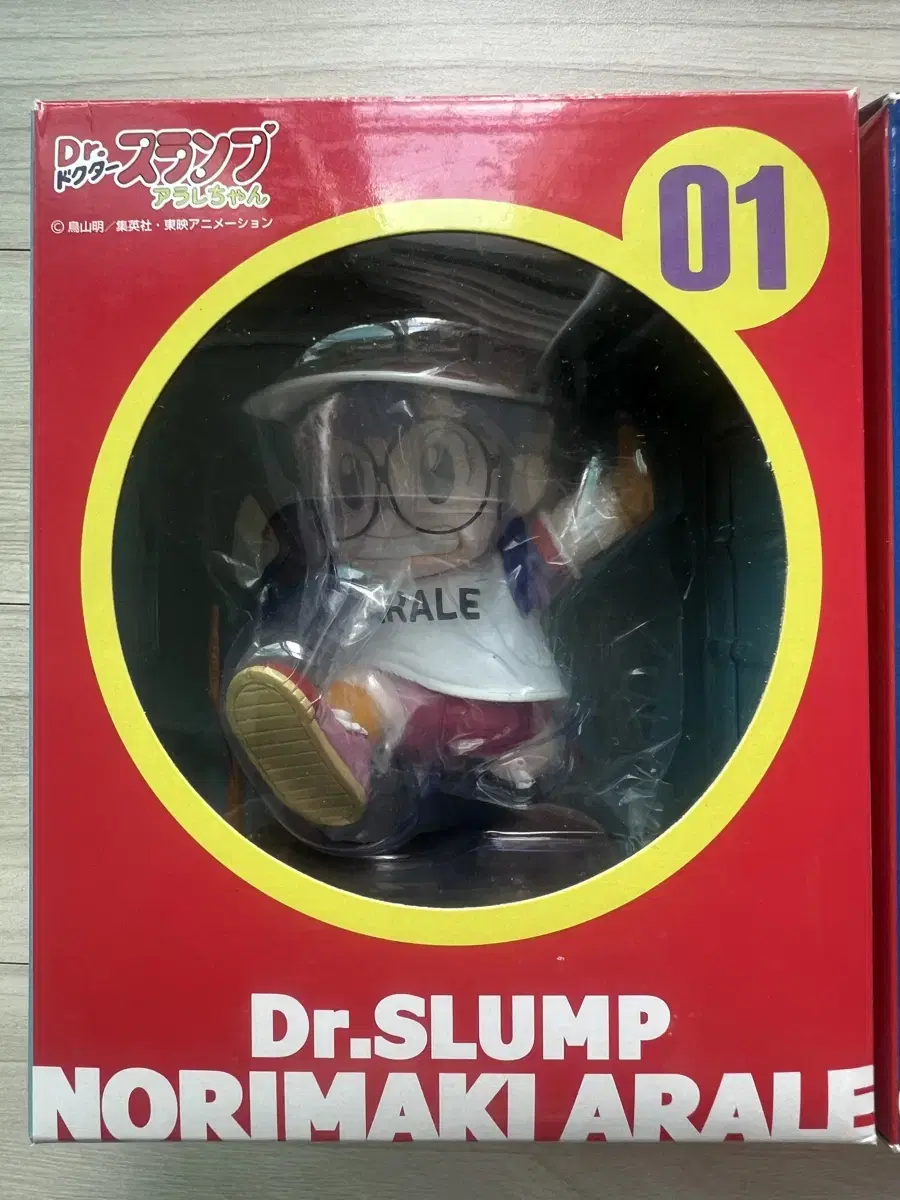 Dr.スランプ
ドクター
アラレちゃん
© 鳥山明／集英社・東映アニメーション
01
RALE
Dr.SLUMP
NORIMAKI ARALE